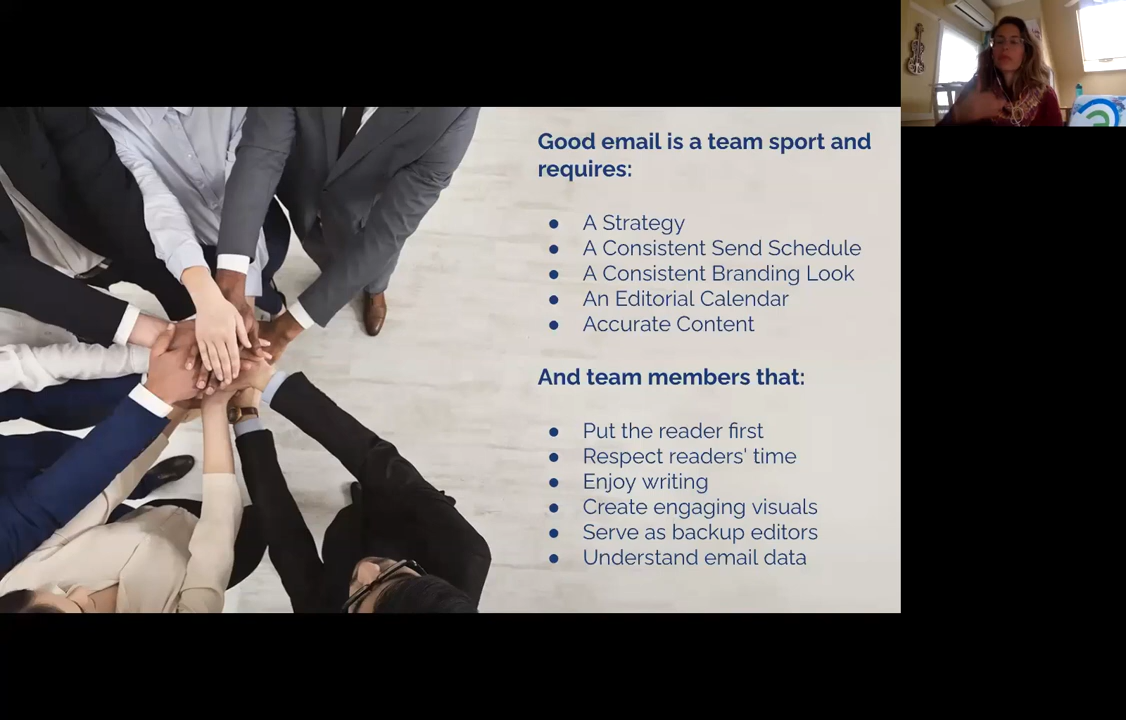 Good email is a team sport and
requires:
● A Strategy
● A Consistent Send Schedule
● A Consistent Branding Look
● An Editorial Calendar
● Accurate Content
And team members that:
● Put the reader first
● Respect readers' time
● Enjoy writing
● Create engaging visuals
● Serve as backup editors
● Understand email data